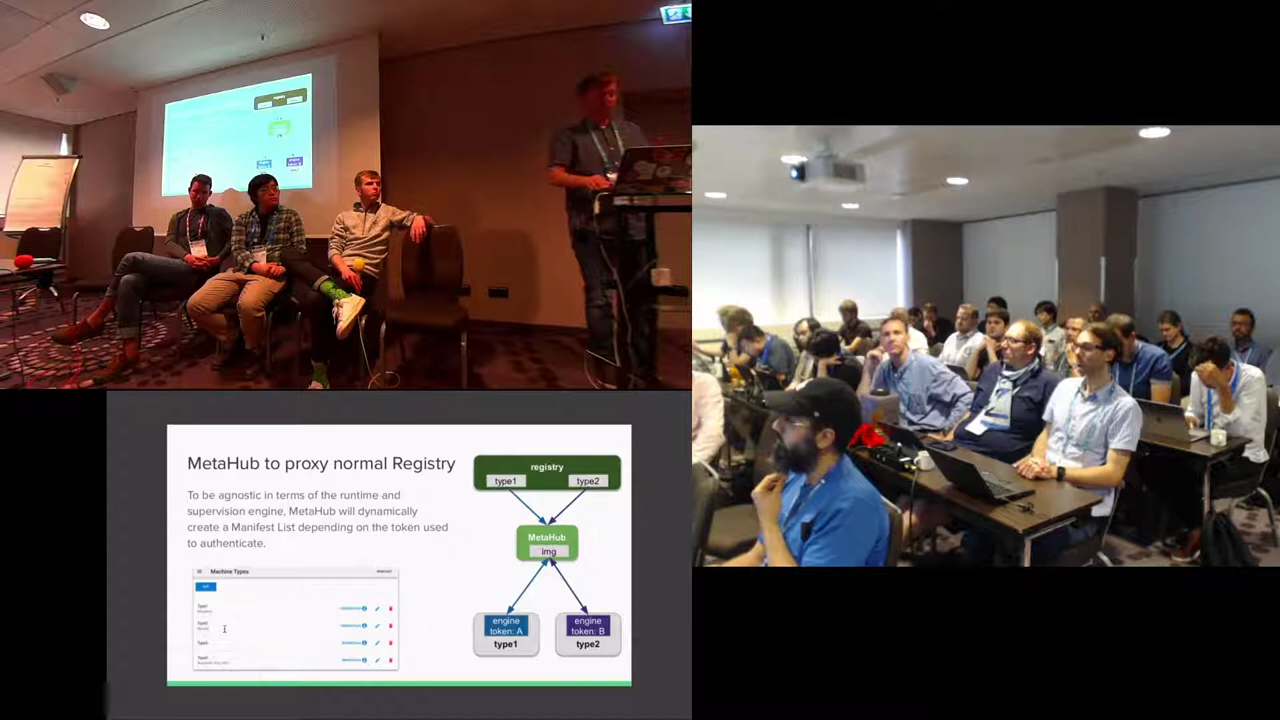 MetaHub to proxy normal Registry
To be agnostic in terms of the runtime and
supervision engine, MetaHub will dynamically
create a Manifest List depending on the token used
to authenticate.
Machine Types
registry
type1 type2
MetaHub
img
engine
token: A
type1
engine
token: B
type2